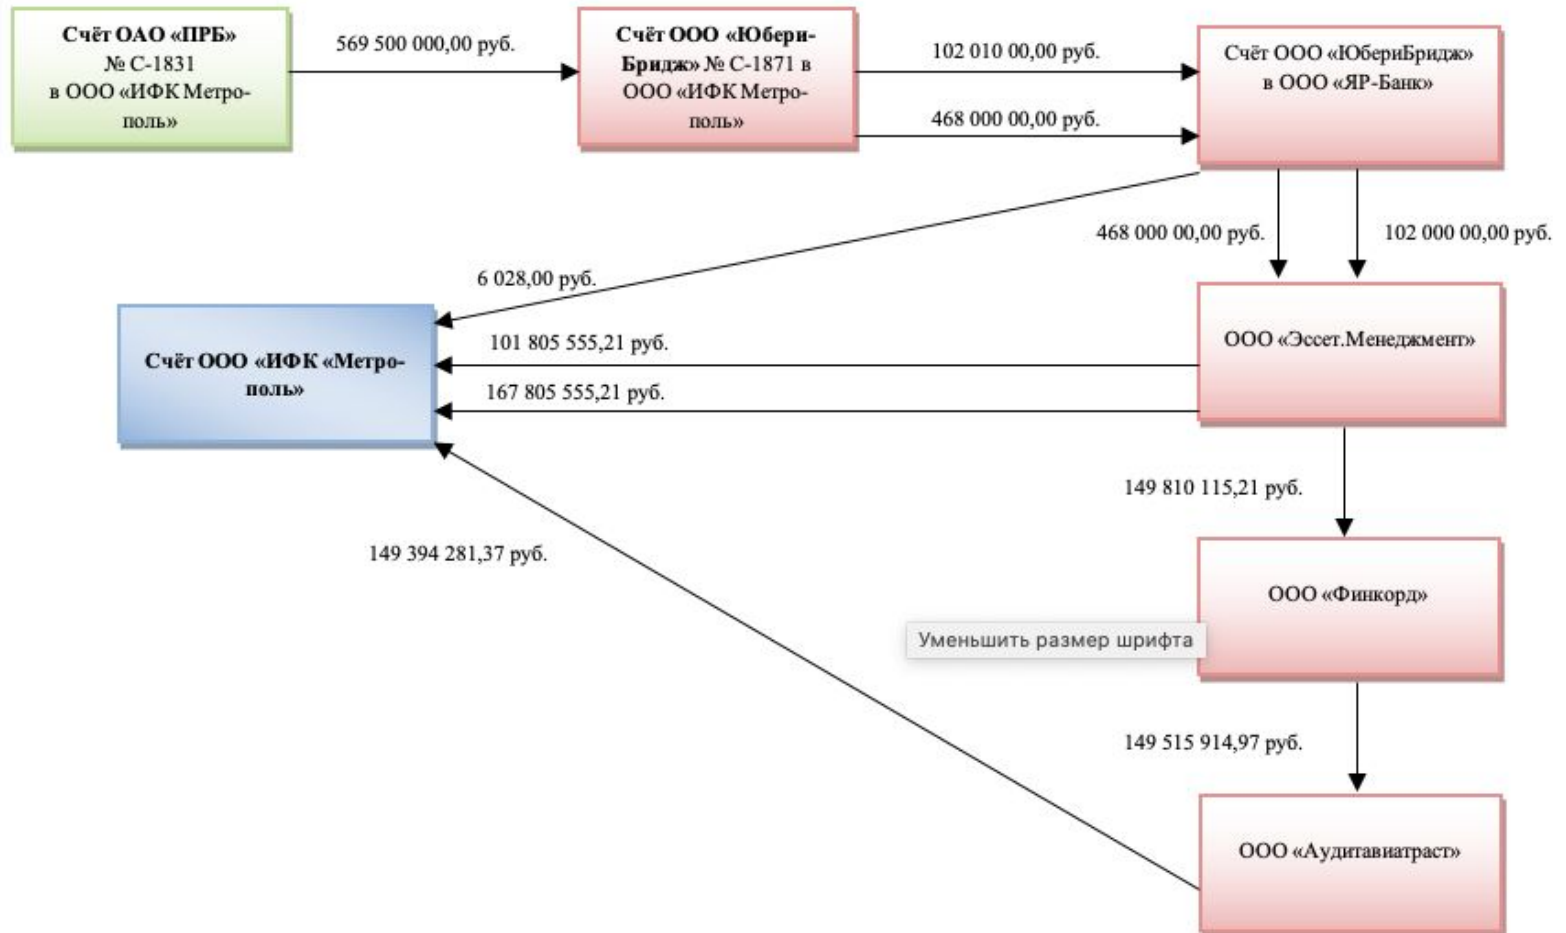 Счёт ОАО «ПРБ»
№ С-1831
в ООО «ИФК Метро-
поль»
569 500 000,00 руб.
Счёт ООО «Юбери-
Бридж» № С-1871 в
ООО «ИФК Метро-
поль»
102 010 00,00 руб.
468 000 00,00 руб.
Счёт ООО «ЮбериБридж»
в ООО «ЯР-Банк»
468 000 00,00 руб.
102 000 00,00 руб.
6 028,00 руб.
Счёт ООО «ИФК «Метро-
поль»
101 805 555,21 руб.
167 805 555,21 руб.
ООО «Эссет.Менеджмент»
149 810 115,21 руб.
149 394 281,37 руб.
ООО «Финкорд»
Уменьшить размер шрифта
149 515 914,97 руб.
ООО «Аудитавиатраст»